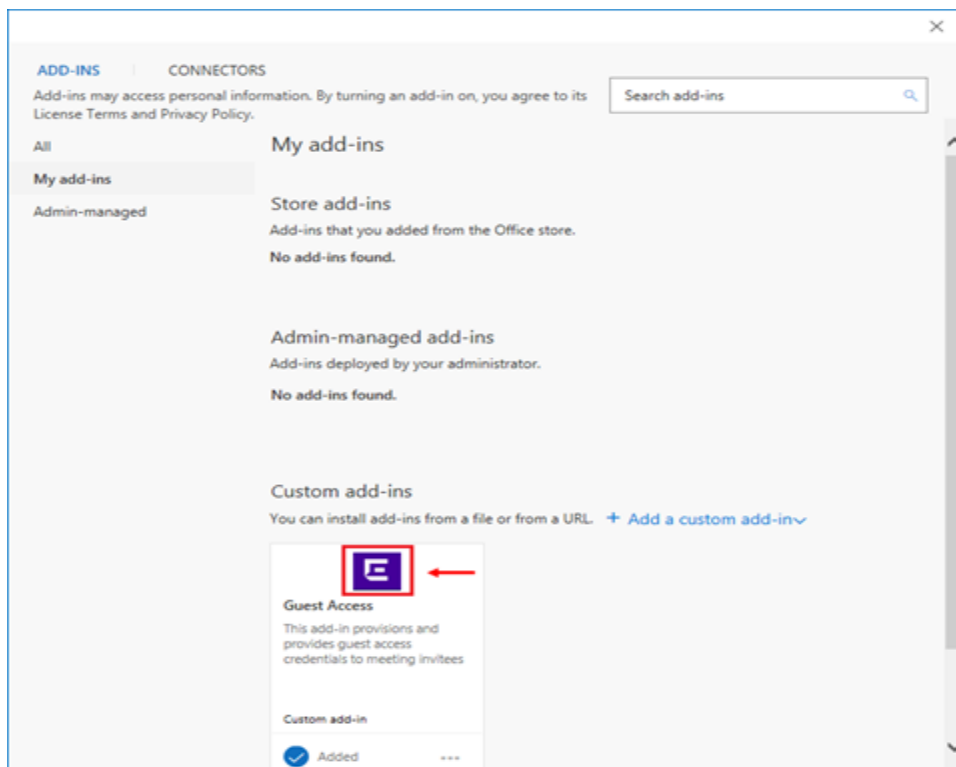 ADD-INS
CONNECTORS
Add-ins may access personal information. By turning an add-in on, you agree to its
License Terms and Privacy Policy.
Search add-ins
All
My add-ins
Admin-managed
My add-ins
Store add-ins
Add-ins that you added from the Office store.
No add-ins found.
Admin-managed add-ins
Add-ins deployed by your administrator.
No add-ins found.
Custom add-ins
You can install add-ins from a file or from a URL.
+ Add a custom add-in
E
Guest Access
This add-in provisions and
provides guest access
credentials to meeting invitees
Custom add-in
Added
...